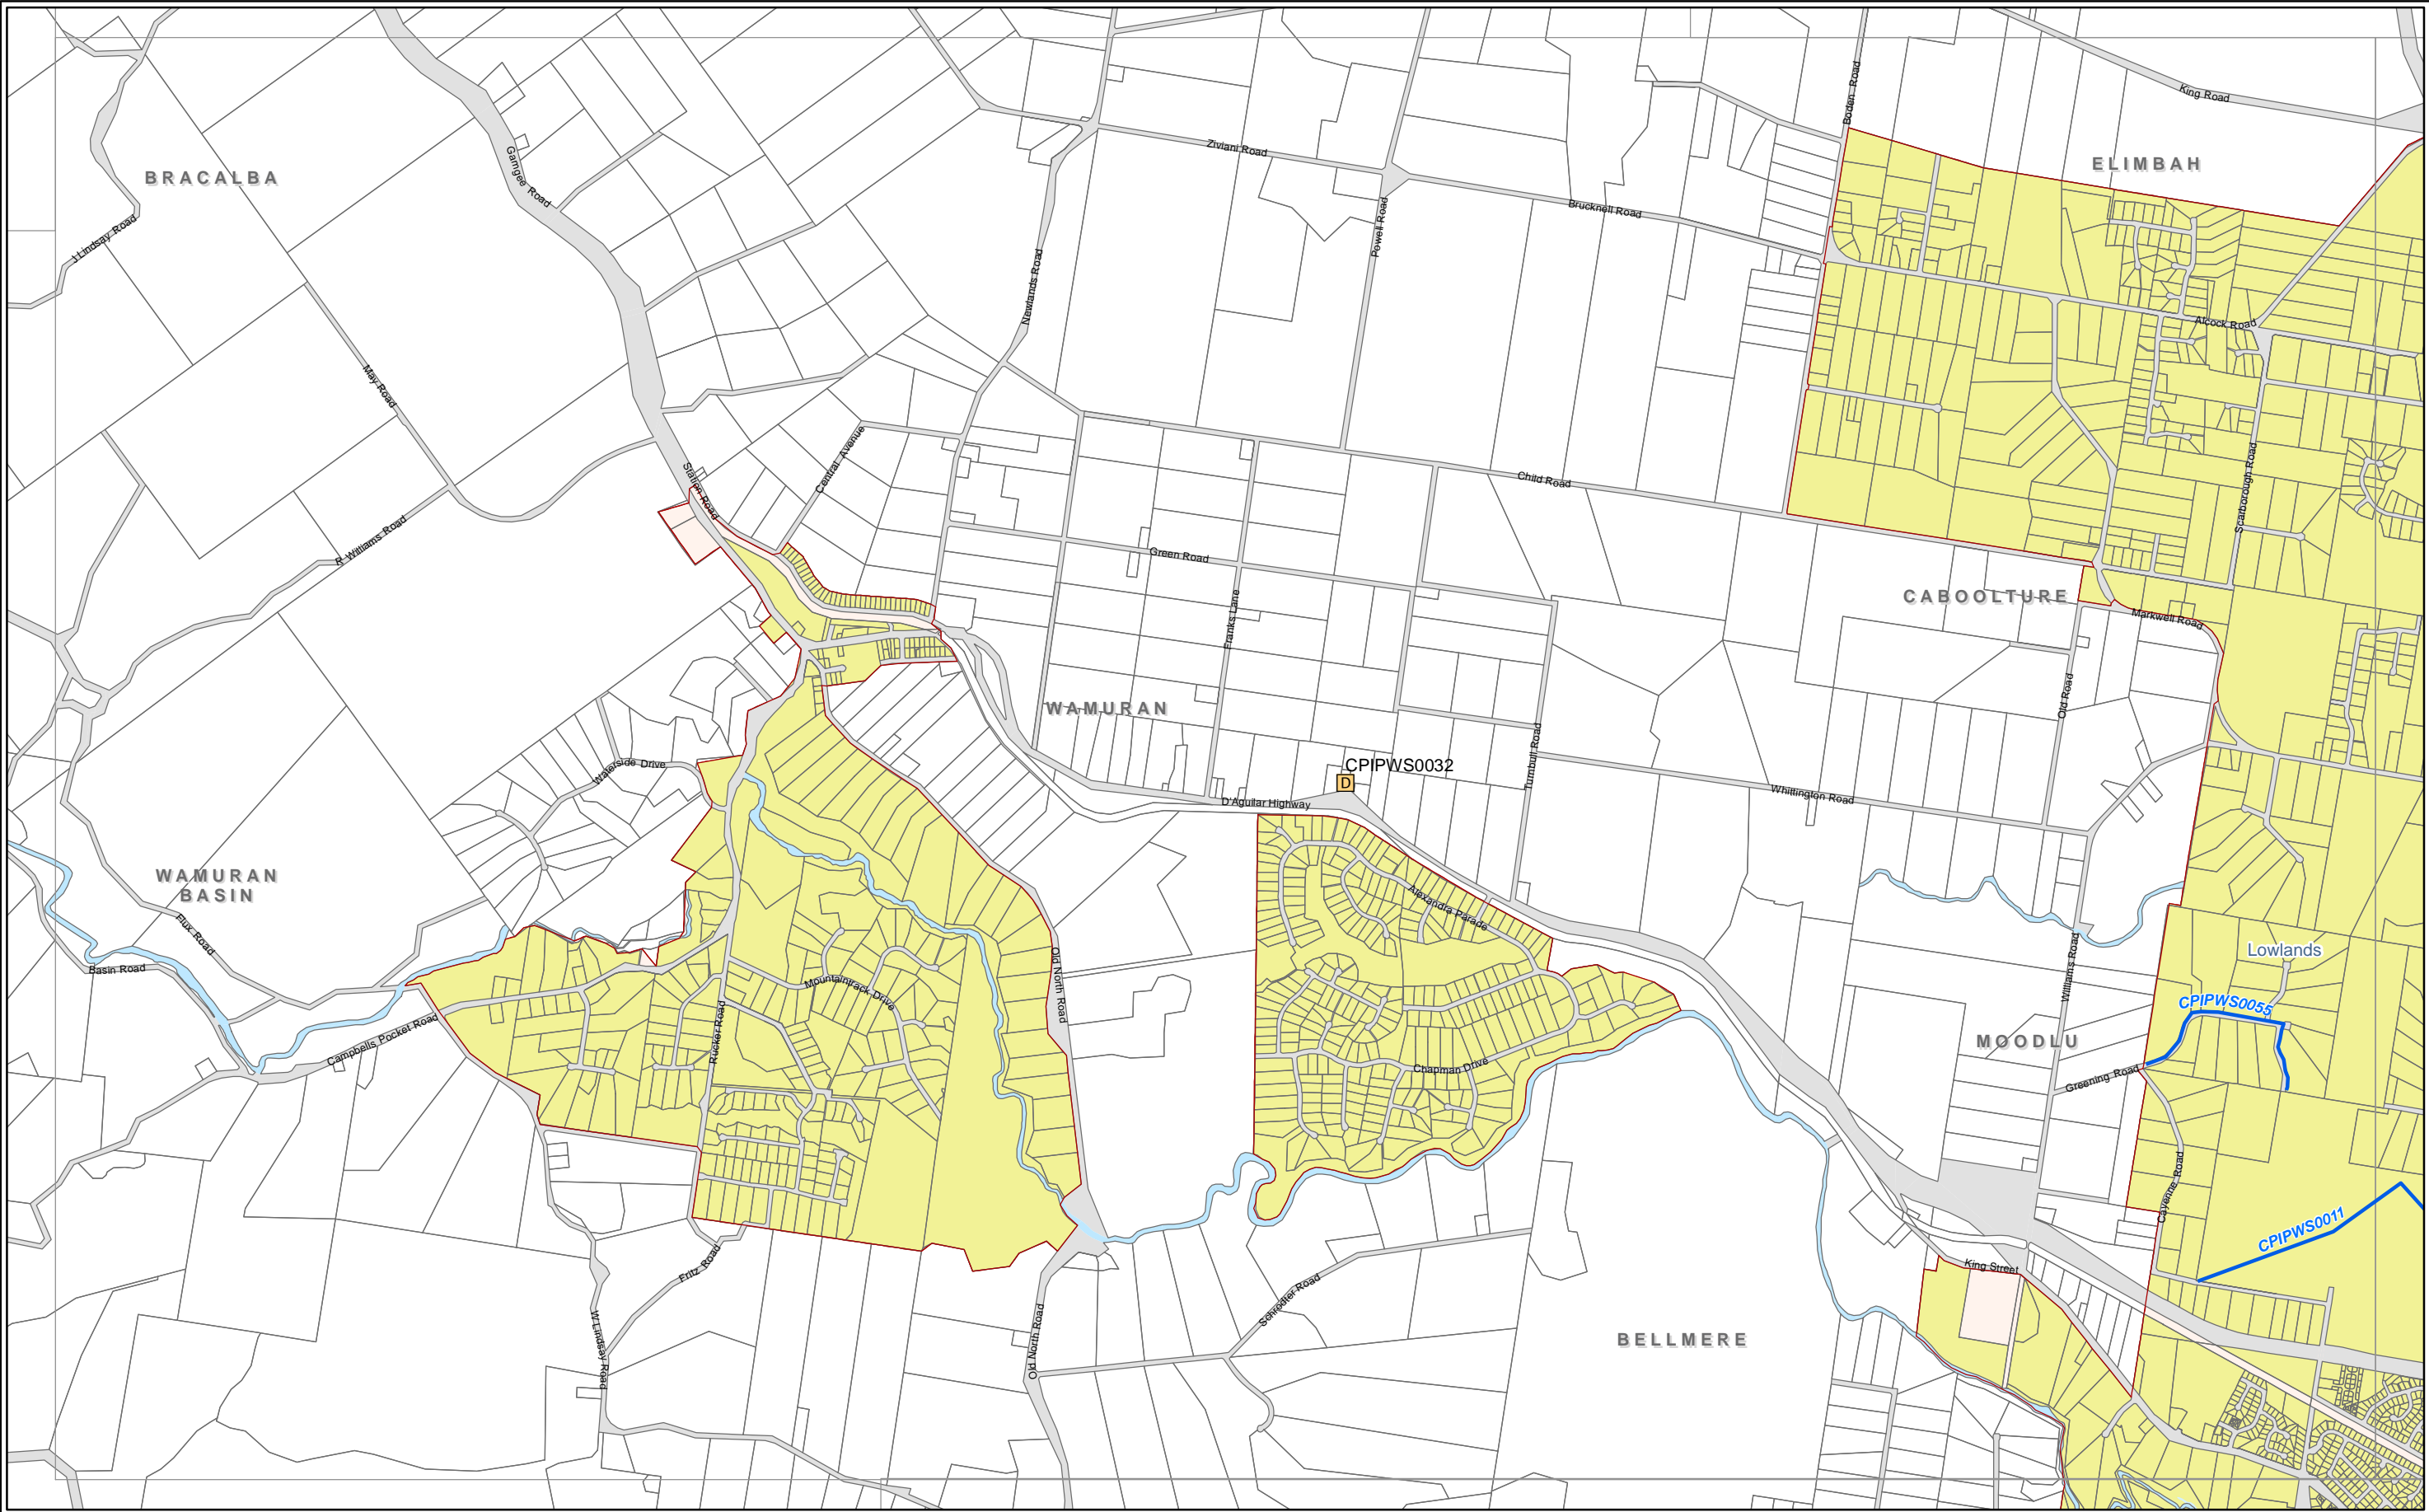 King Road
Boden Road
Ziviani Road
ELIMBAH
BRACALBA
Gamgee Road
Brucknell Road
J Lindsay Road
Powell Road
Newlands Road
Alcock Road
May Road
Central Avenue
Station Road
Child Road
Scarborough Road
R Williams Road
Green Road
CABOOLTURE
Franks Lane
Markwell Road
Old Road
WAMURAN
Turnbull Road
Waterside Drive
CPIPWS0032
D
D'Aguilar Highway
Whittington Road
WAMURAN
BASIN
Alexandra Parade
Flux Road
Lowlands
Basin Road
Old North Road
Williams Road
Mountaintrack Drive
CPIPWS0055
Rucker Road
Campbells Pocket Road
MOODLU
Chapman Drive
Greening Road
Cayenne Road
CPIPWS0011
Fritz Road
King Street
Schrodter Road
W Lindsay Road
Old North Road
BELLMERE